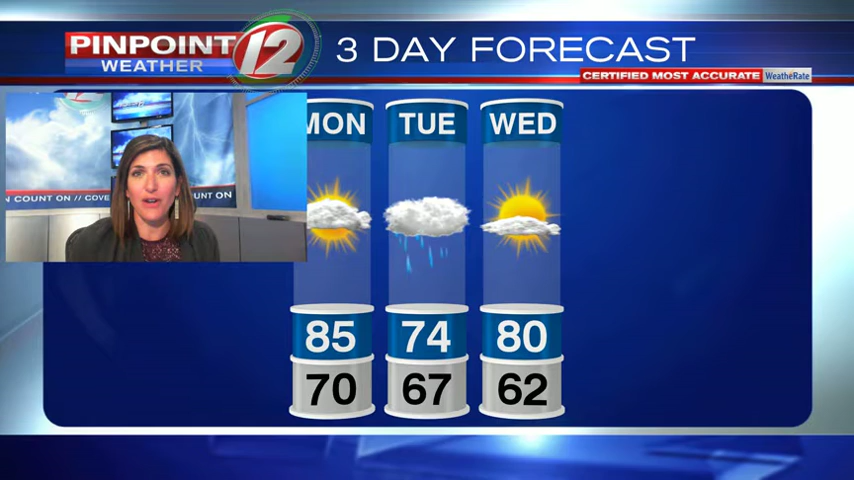 PINPOINT 12
WEATHER
3 DAY FORECAST
CERTIFIED MOST ACCURATE WeatheRate
N COUNT ON // COVE UNT ON
MON TUE WED
85 74 80
70 67 62